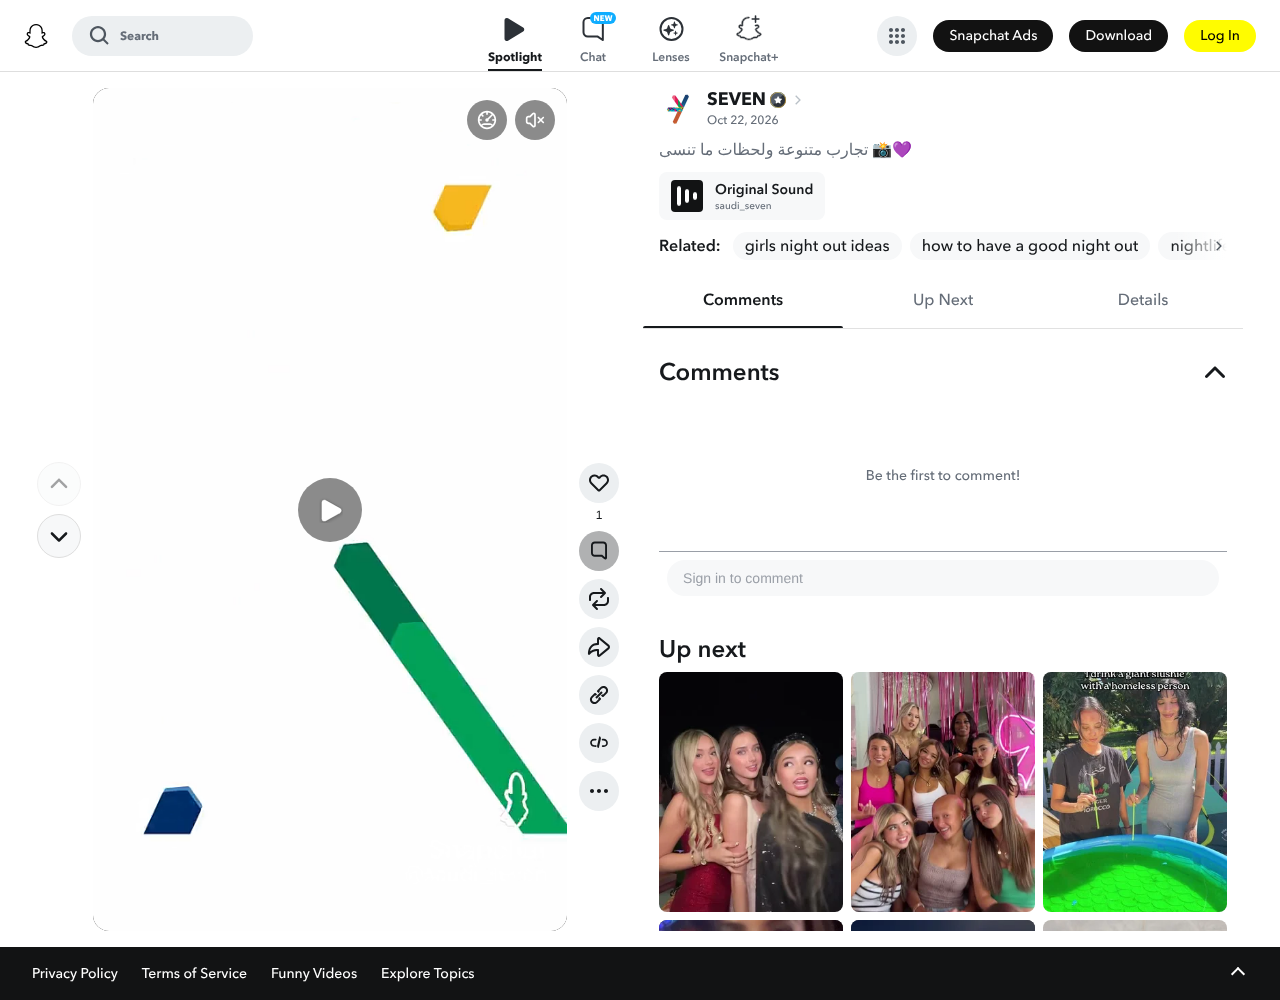 Search
Spotlight
NEW
Chat
Lenses
Snapchat+
Snapchat Ads
Download
Log In
SEVEN
Oct 22, 2026
تجارب متنوعة ولحظات ما تنسى 📸💜
Original Sound
saudi_seven
Related:
girls night out ideas
how to have a good night out
Comments
Up Next
Details
Comments
Be the first to comment!
1
Sign in to comment
Up next
I drink a giant slushie
with a homeless person
Privacy Policy
Terms of Service
Funny Videos
Explore Topics